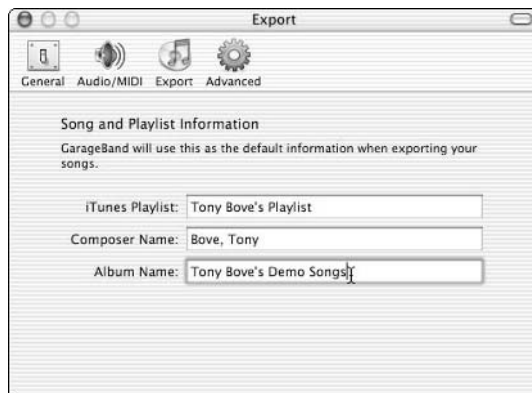 Export
General Audio/MIDI Export Advanced
Song and Playlist Information
GarageBand will use this as the default information when exporting your
songs.
iTunes Playlist: Tony Bove's Playlist
Composer Name: Bove, Tony
Album Name: Tony Bove's Demo Songs